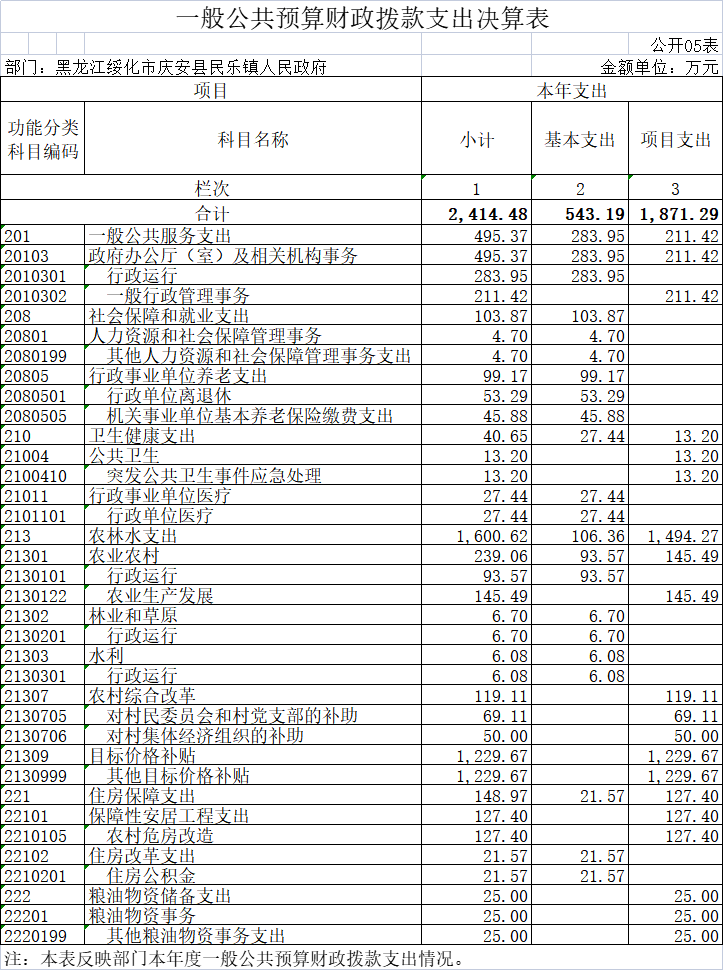 一般公共预算财政拨款支出决算表
公开05表
部门：黑龙江绥化市庆安县民乐镇人民政府 金额单位：万元
项目 本年支出
功能分类科目编码 科目名称 小计 基本支出 项目支出
栏次 1 2 3
合计 2,414.48 543.19 1,871.29
201 一般公共服务支出 495.37 283.95 211.42
20103 政府办公厅（室）及相关机构事务 495.37 283.95 211.42
2010301 行政运行 283.95 283.95
2010302 一般行政管理事务 211.42 211.42
208 社会保障和就业支出 103.87 103.87
20801 人力资源和社会保障管理事务 4.70 4.70
2080199 其他人力资源和社会保障管理事务支出 4.70 4.70
20805 行政事业单位养老支出 99.17 99.17
2080501 行政单位离退休 53.29 53.29
2080505 机关事业单位基本养老保险缴费支出 45.88 45.88
210 卫生健康支出 40.65 27.44 13.20
21004 公共卫生 13.20 13.20
2100410 突发公共卫生事件应急处理 13.20 13.20
21011 行政事业单位医疗 27.44 27.44
2101101 行政单位医疗 27.44 27.44
213 农林水支出 1,600.62 106.36 1,494.27
21301 农业农村 239.06 93.57 145.49
2130101 行政运行 93.57 93.57
2130122 农业生产发展 145.49 145.49
21302 林业和草原 6.70 6.70
2130201 行政运行 6.70 6.70
21303 水利 6.08 6.08
2130301 行政运行 6.08 6.08
21307 农村综合改革 119.11 119.11
2130705 对村民委员会和村党支部的补助 69.11 69.11
2130706 对村集体经济组织的补助 50.00 50.00
21309 目标价格补贴 1,229.67 1,229.67
2130999 其他目标价格补贴 1,229.67 1,229.67
221 住房保障支出 148.97 21.57 127.40
22101 保障性安居工程支出 127.40 127.40
2210105 农村危房改造 127.40 127.40
22102 住房改革支出 21.57 21.57
2210201 住房公积金 21.57 21.57
222 粮油物资储备支出 25.00 25.00
22201 粮油物资事务 25.00 25.00
2220199 其他粮油物资事务支出 25.00 25.00
注：本表反映部门本年度一般公共预算财政拨款支出情况。